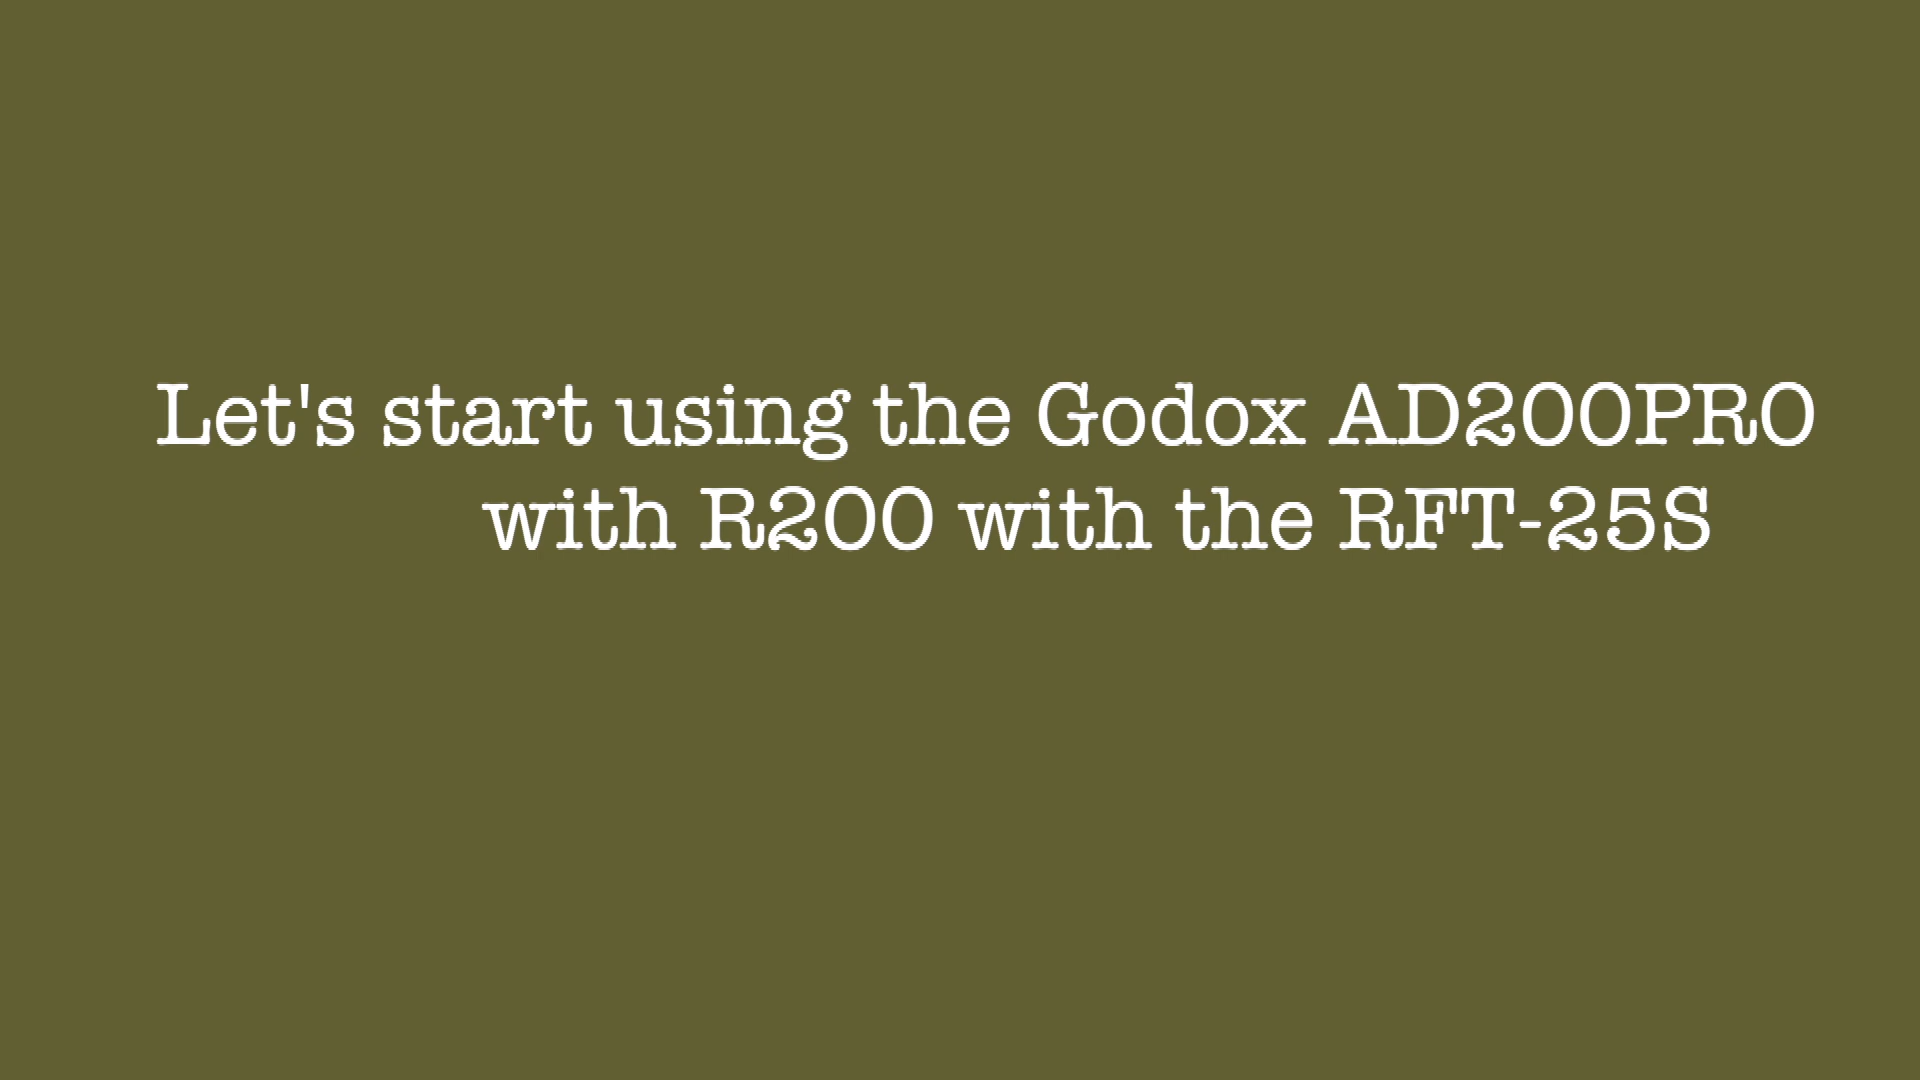 Let's start using the Godox AD200PRO
with R200 with the RFT-25S